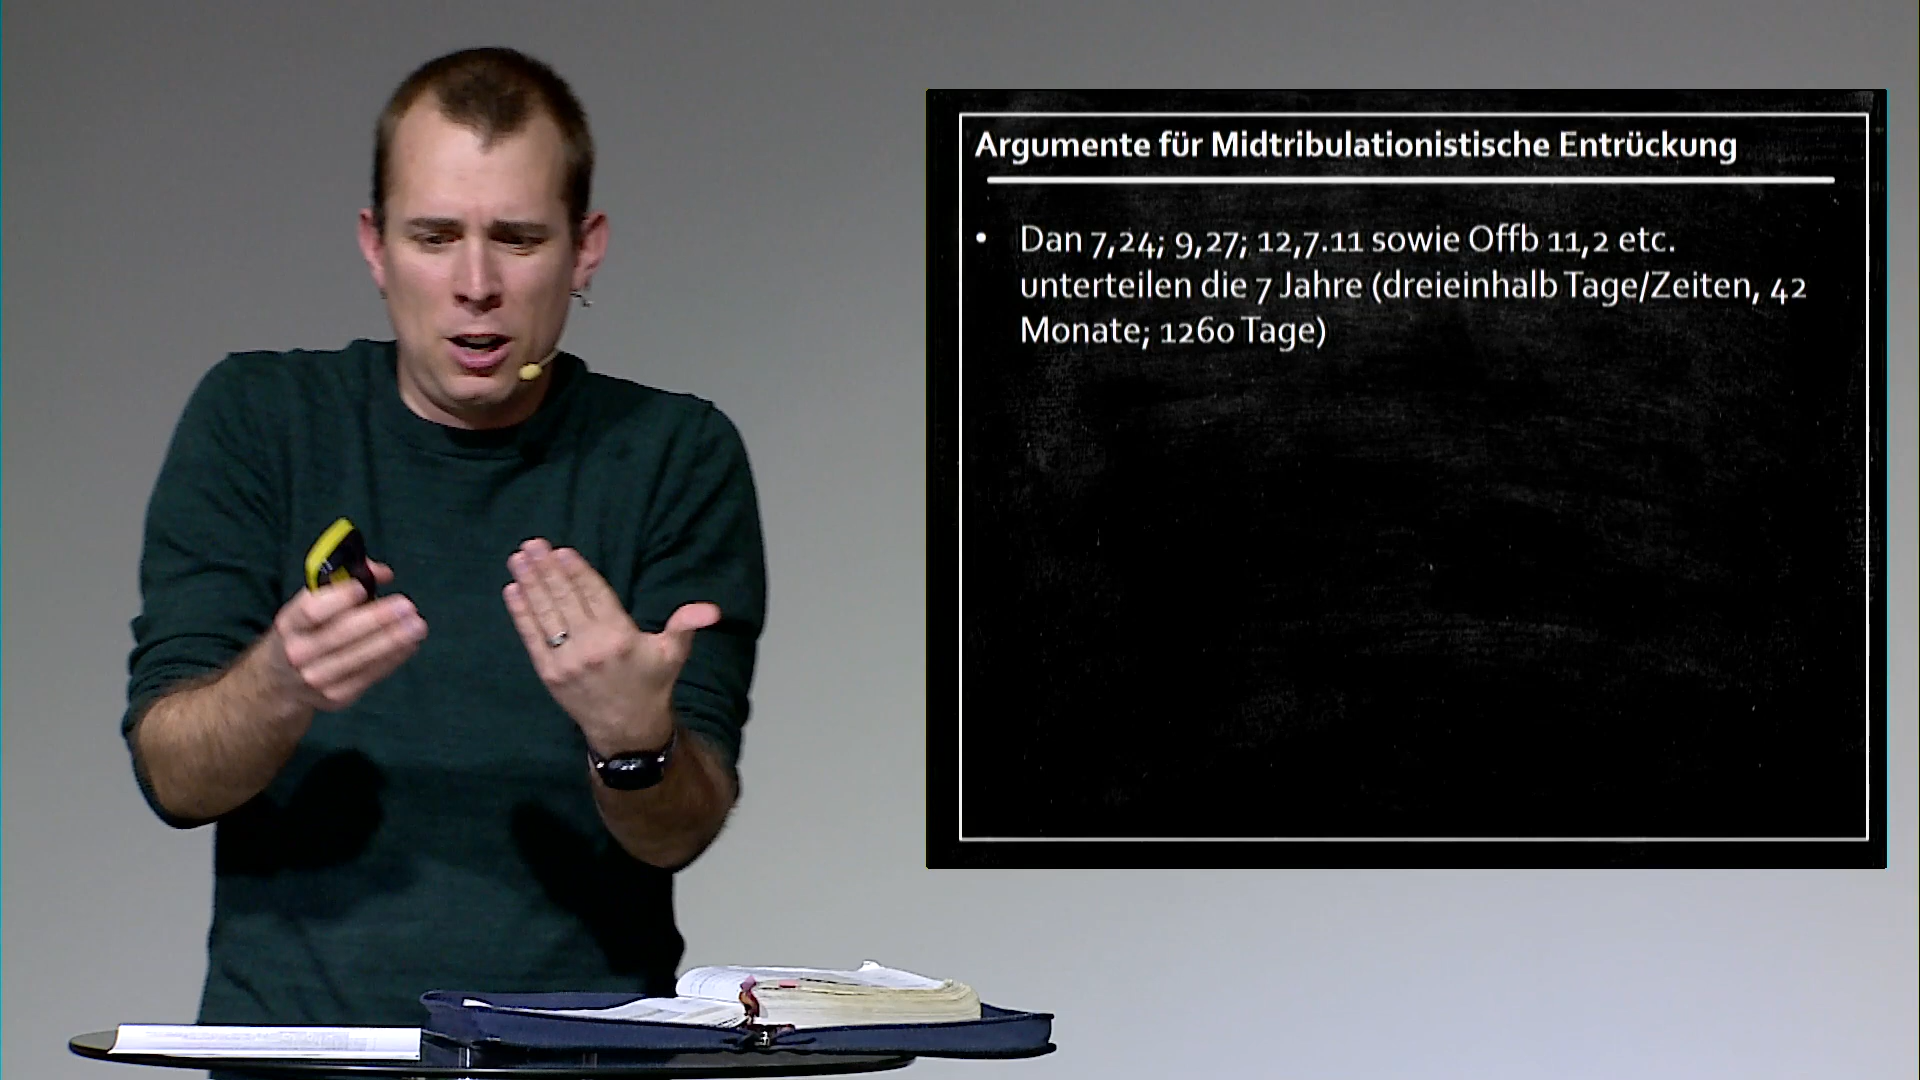 Argumente für Midtribulationistische Entrückung
• Dan 7,24; 9,27; 12,7.11 sowie Offb 11,2 etc.
unterteilen die 7 Jahre (dreieinhalb Tage/Zeiten, 42
Monate; 1260 Tage)